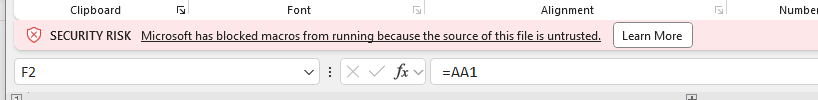 Clipboard Font Alignment
SECURITY RISK Microsoft has blocked macros from running because the source of this file is untrusted. Learn More
F2 fx =AA1